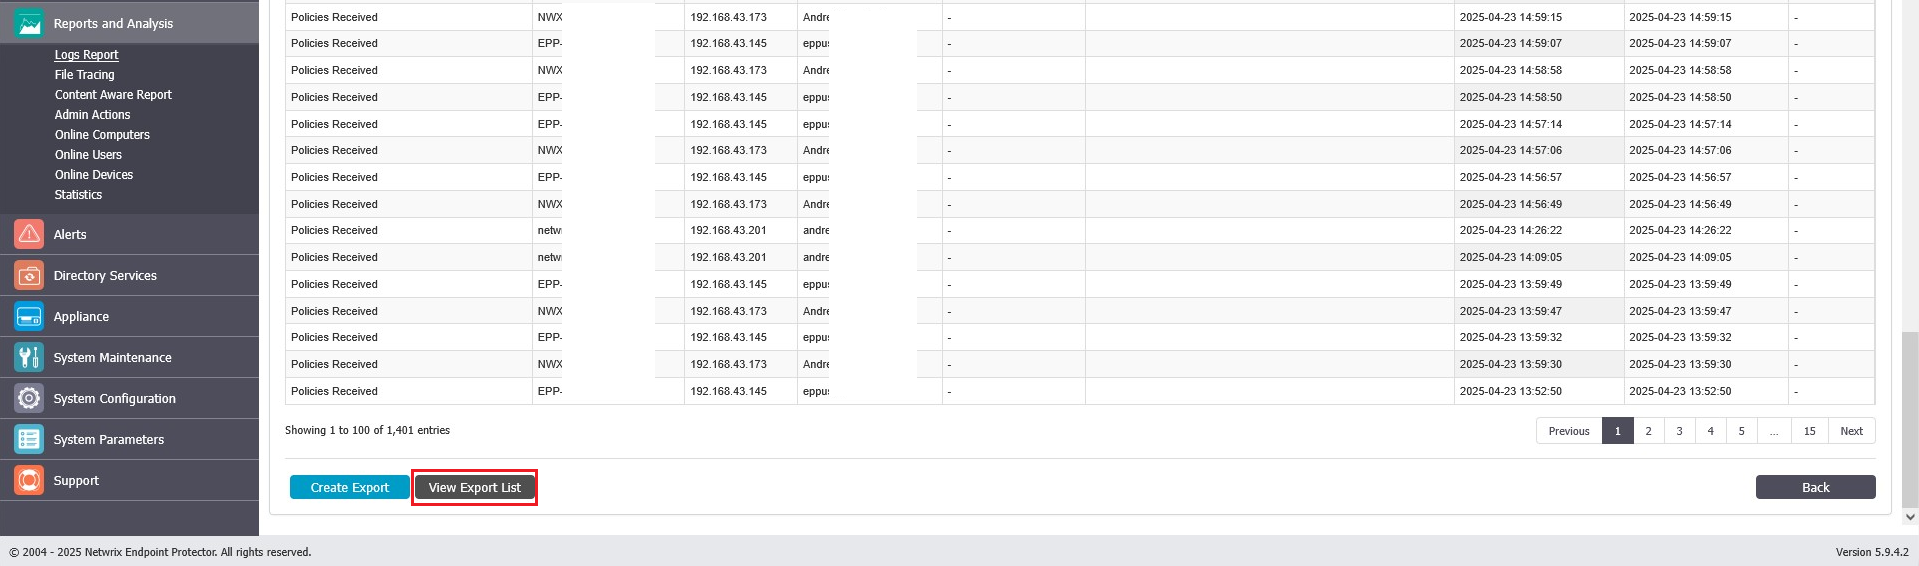 Reports and Analysis
Logs Report
File Tracing
Content Aware Report
Admin Actions
Online Computers
Online Users
Online Devices
Statistics
Alerts
Directory Services
Appliance
System Maintenance
System Configuration
System Parameters
Support
Policies Received NWX 192.168.43.173 Andre - 2025-04-23 14:59:15 2025-04-23 14:59:15 -
Policies Received EPP- 192.168.43.145 eppus - 2025-04-23 14:59:07 2025-04-23 14:59:07 -
Policies Received NWX 192.168.43.173 Andre - 2025-04-23 14:58:58 2025-04-23 14:58:58 -
Policies Received EPP- 192.168.43.145 eppus - 2025-04-23 14:58:50 2025-04-23 14:58:50 -
Policies Received EPP- 192.168.43.145 eppus - 2025-04-23 14:57:14 2025-04-23 14:57:14 -
Policies Received NWX 192.168.43.173 Andre - 2025-04-23 14:57:06 2025-04-23 14:57:06 -
Policies Received EPP- 192.168.43.145 eppus - 2025-04-23 14:56:57 2025-04-23 14:56:57 -
Policies Received NWX 192.168.43.173 Andre - 2025-04-23 14:56:49 2025-04-23 14:56:49 -
Policies Received netw 192.168.43.201 andre - 2025-04-23 14:26:22 2025-04-23 14:26:22 -
Policies Received netw 192.168.43.201 andre - 2025-04-23 14:09:05 2025-04-23 14:09:05 -
Policies Received EPP- 192.168.43.145 eppus - 2025-04-23 13:59:49 2025-04-23 13:59:49 -
Policies Received NWX 192.168.43.173 Andre - 2025-04-23 13:59:47 2025-04-23 13:59:47 -
Policies Received EPP- 192.168.43.145 eppus - 2025-04-23 13:59:32 2025-04-23 13:59:32 -
Policies Received NWX 192.168.43.173 Andre - 2025-04-23 13:59:30 2025-04-23 13:59:30 -
Policies Received EPP- 192.168.43.145 eppus - 2025-04-23 13:52:50 2025-04-23 13:52:50 -
Showing 1 to 100 of 1,401 entries
Previous 1 2 3 4 5 ... 15 Next
Create Export View Export List Back
© 2004 - 2025 Netwrix Endpoint Protector. All rights reserved. Version 5.9.4.2